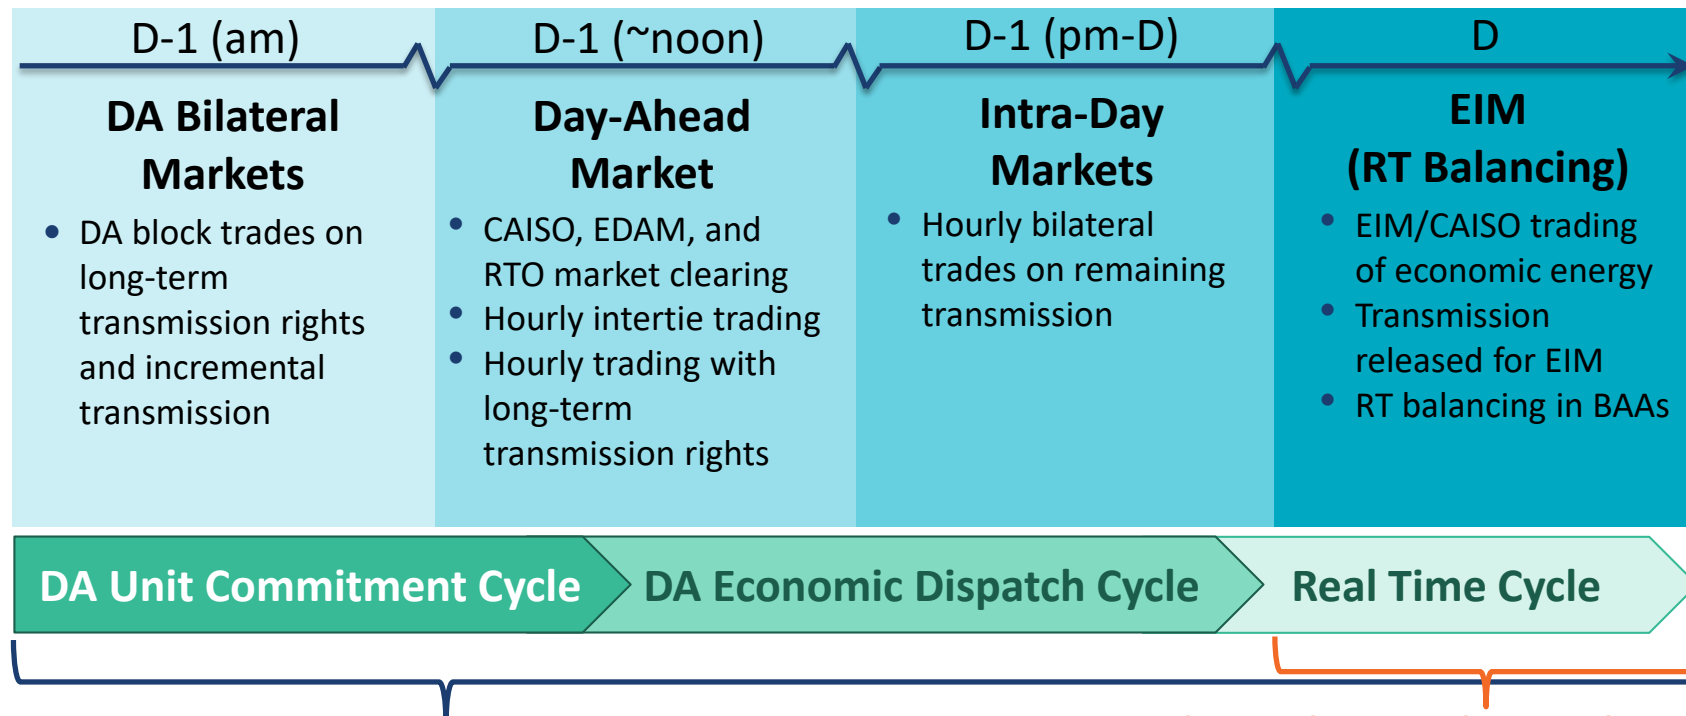 D-1 (am)
DA Bilateral
Markets
• DA block trades on
long-term
transmission rights
and incremental
transmission
D-1 (~noon)
Day-Ahead
Market
• CAISO, EDAM, and
RTO market clearing
• Hourly intertie trading
• Hourly trading with
long-term
transmission rights
D-1 (pm-D)
Intra-Day
Markets
• Hourly bilateral
trades on remaining
transmission
D
EIM
(RT Balancing)
• EIM/CAISO trading
of economic energy
• Transmission
released for EIM
• RT balancing in BAAs
DA Unit Commitment Cycle
DA Economic Dispatch Cycle
Real Time Cycle